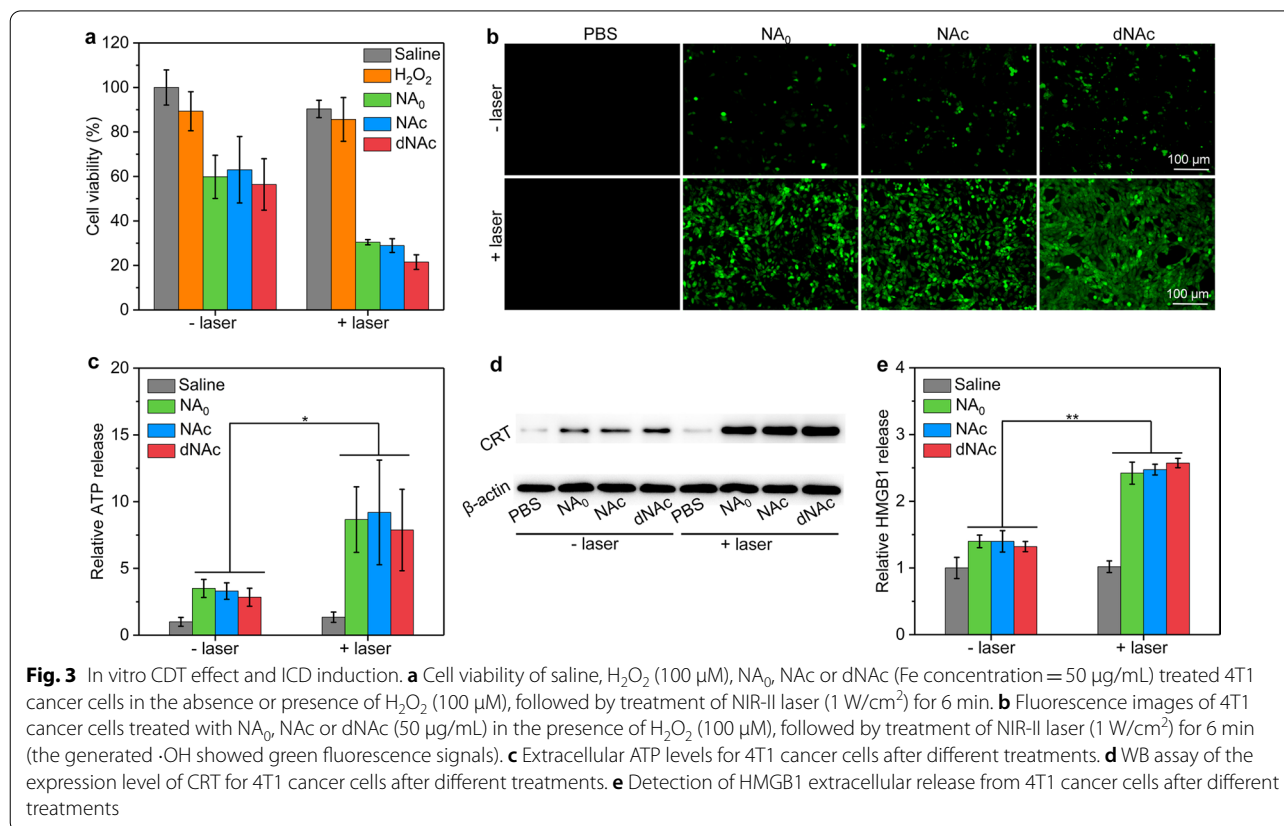 a
120
100
80
60
40
20
0
Cell viability (%)
Saline
H₂O₂
NA₀
NAc
dNAc
- laser
+ laser
b
PBS
NA₀
NAc
dNAc
- laser
100 µm
+ laser
100 µm
c
20
15
10
5
0
Relative ATP release
Saline
NA₀
NAc
dNAc
*
- laser
+ laser
d
CRT
β-actin
PBS
NA₀
NAc
dNAc
PBS
NA₀
NAc
dNAc
- laser
+ laser
e
4
3
2
1
0
Relative HMGB1 release
Saline
NA₀
NAc
dNAc
**
- laser
+ laser
Fig. 3 In vitro CDT effect and ICD induction. a Cell viability of saline, H₂O₂ (100 µM), NA₀, NAc or dNAc (Fe concentration = 50 µg/mL) treated 4T1
cancer cells in the absence or presence of H₂O₂ (100 µM), followed by treatment of NIR-II laser (1 W/cm²) for 6 min. b Fluorescence images of 4T1
cancer cells treated with NA₀, NAc or dNAc (50 µg/mL) in the presence of H₂O₂ (100 µM), followed by treatment of NIR-II laser (1 W/cm²) for 6 min
(the generated ·OH showed green fluorescence signals). c Extracellular ATP levels for 4T1 cancer cells after different treatments. d WB assay of the
expression level of CRT for 4T1 cancer cells after different treatments. e Detection of HMGB1 extracellular release from 4T1 cancer cells after different
treatments